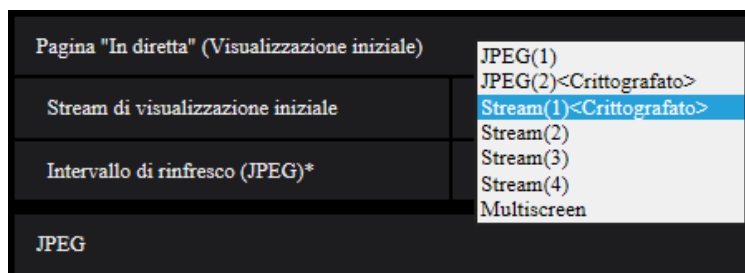 Pagina "In diretta" (Visualizzazione iniziale)
JPEG(1)
JPEG(2)<Crittografato>
Stream di visualizzazione iniziale
Stream(1)<Crittografato>
Stream(2)
Stream(3)
Intervallo di rinfresco (JPEG)*
Stream(4)
Multiscreen
JPEG